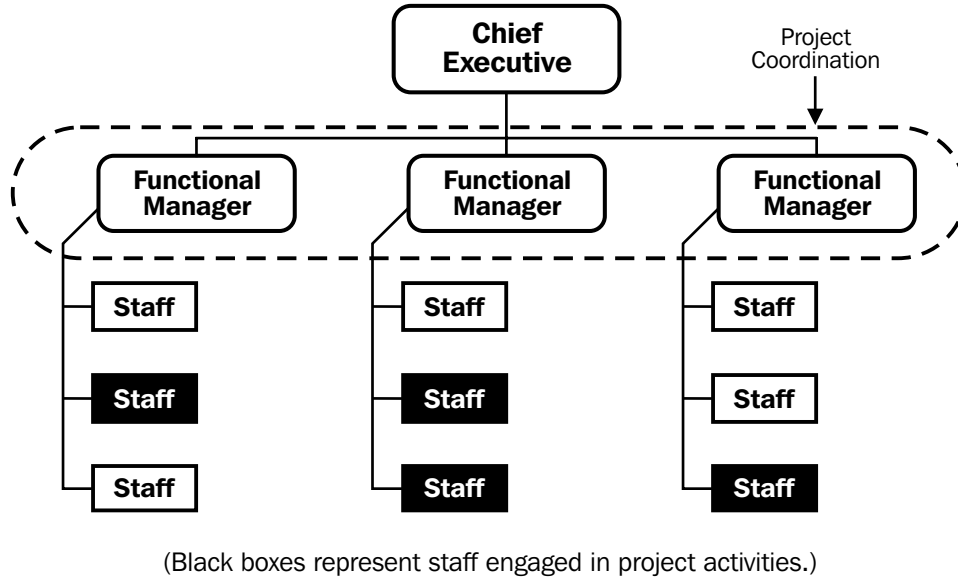 Chief
Executive
Project
Coordination
Functional
Manager
Functional
Manager
Functional
Manager
Staff
Staff
Staff
Staff
Staff
Staff
Staff
Staff
Staff
(Black boxes represent staff engaged in project activities.)